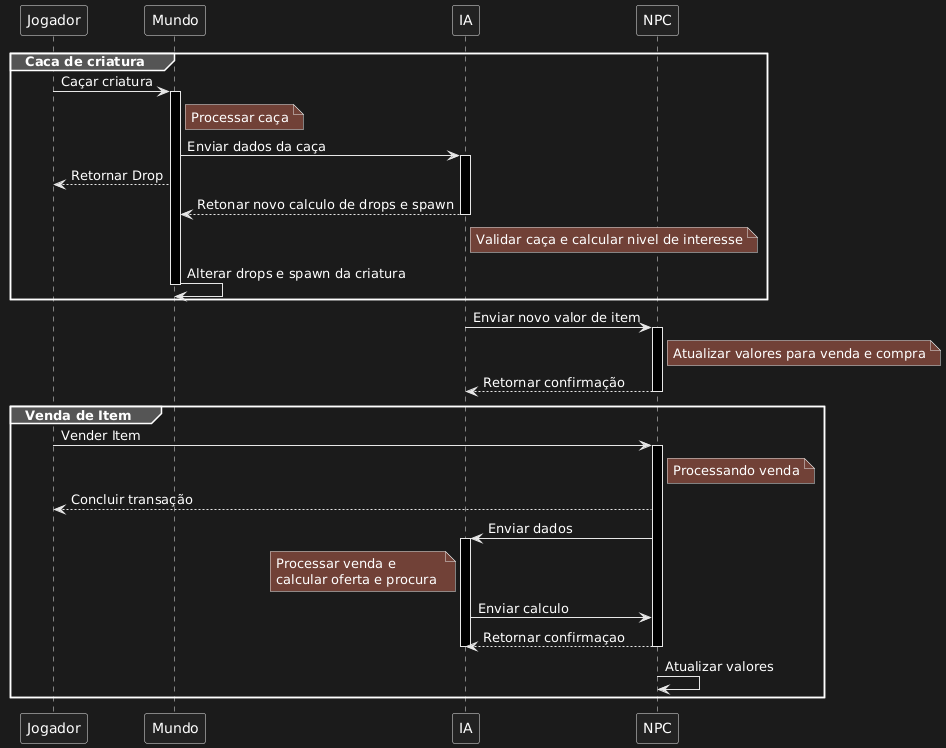 Jogador
Mundo
IA
NPC
Caca de criatura
Caçar criatura
Processar caça
Enviar dados da caça
Retornar Drop
Retonar novo calculo de drops e spawn
Validar caça e calcular nivel de interesse
Alterar drops e spawn da criatura
Enviar novo valor de item
Atualizar valores para venda e compra
Retornar confirmação
Venda de Item
Vender Item
Processando venda
Concluir transação
Enviar dados
Processar venda e
calcular oferta e procura
Enviar calculo
Retornar confirmaçao
Atualizar valores
Jogador
Mundo
IA
NPC